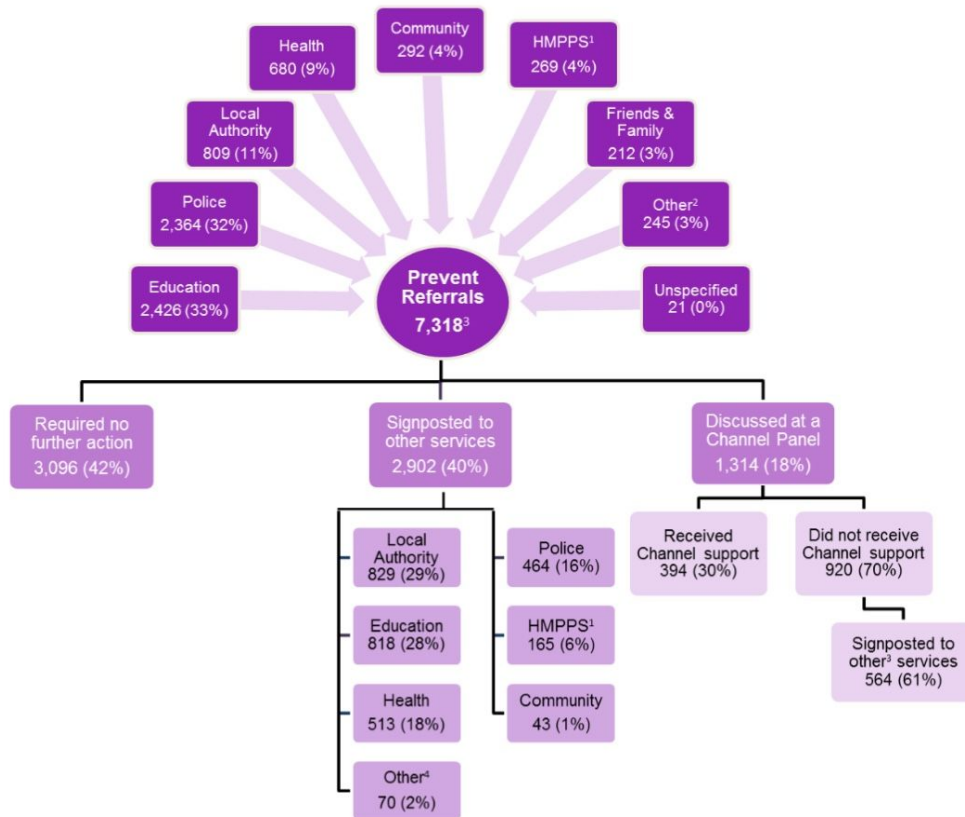 Community
292 (4%)
Health
680 (9%)
HMPPS¹
269 (4%)
Local
Authority
809 (11%)
Friends &
Family
212 (3%)
Police
2,364 (32%)
Other²
245 (3%)
Education
2,426 (33%)
Prevent
Referrals
7,318³
Unspecified
21 (0%)
Required no
further action
3,096 (42%)
Signposted to
other services
2,902 (40%)
Discussed at a
Channel Panel
1,314 (18%)
Local
Authority
829 (29%)
Police
464 (16%)
Education
818 (28%)
HMPPS¹
165 (6%)
Health
513 (18%)
Community
43 (1%)
Other⁴
70 (2%)
Received
Channel support
394 (30%)
Did not receive
Channel support
920 (70%)
Signposted to
other³ services
564 (61%)